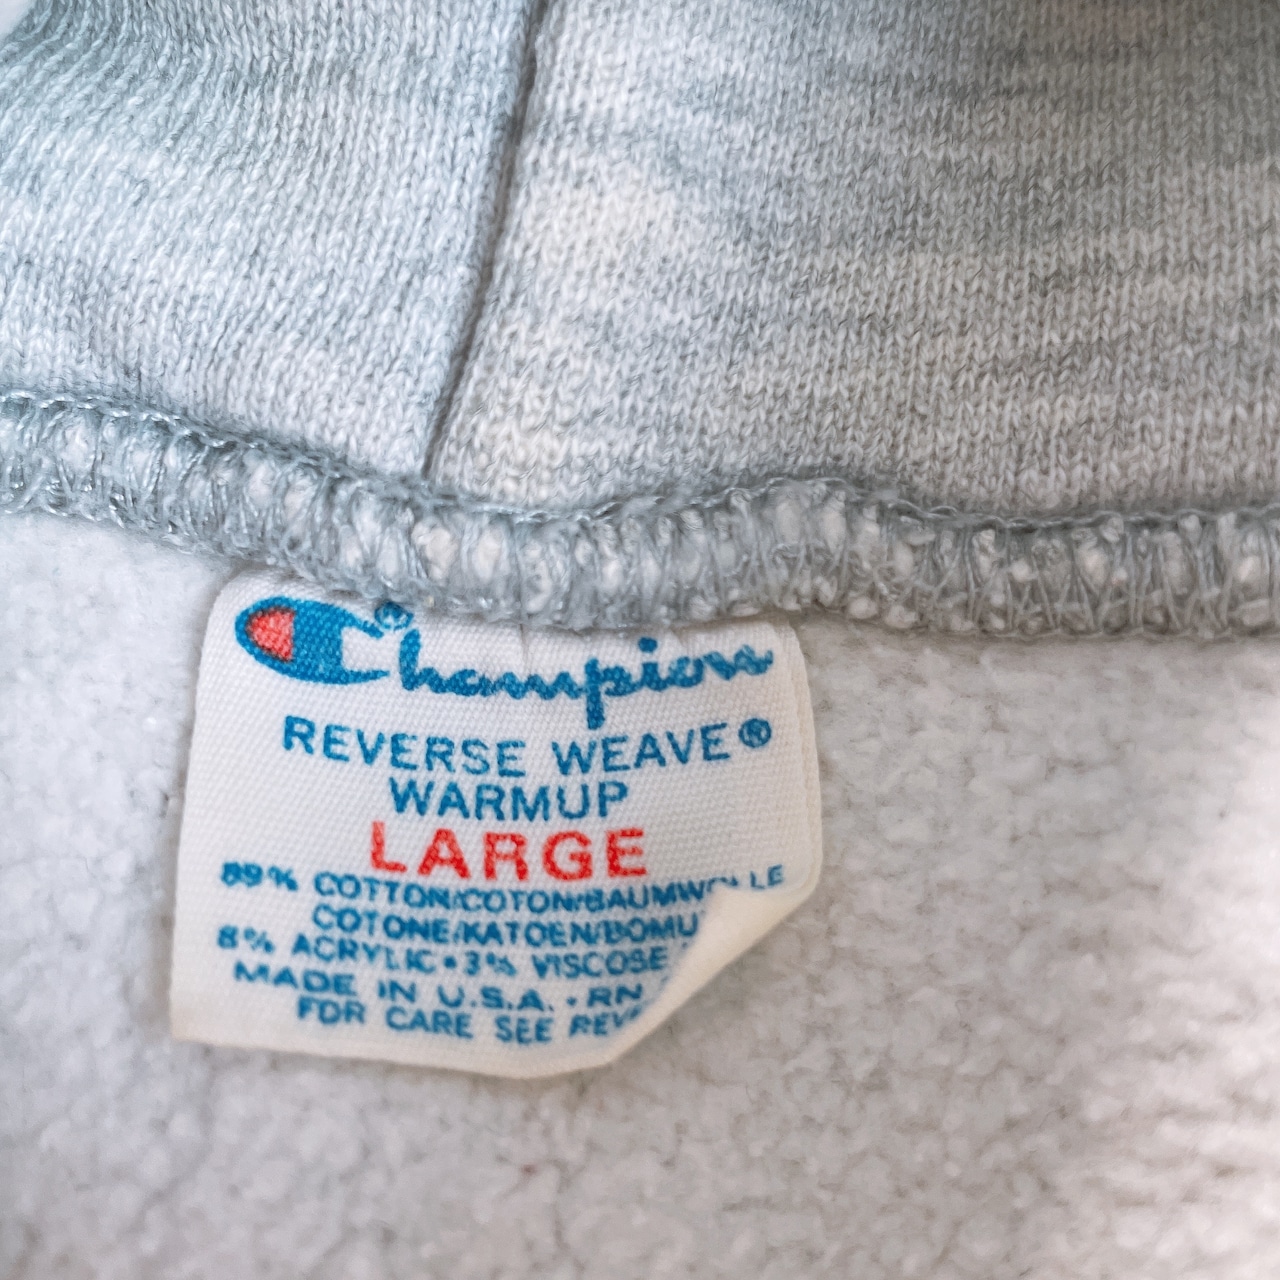 Champion®
REVERSE WEAVE®
WARMUP
LARGE
89% COTTON/COTON/BAUMWOLLE
COTONE/KATOEN/BOMU
8% ACRYLIC • 3% VISCOSE
MADE IN U.S.A. • RN
FOR CARE SEE REVE